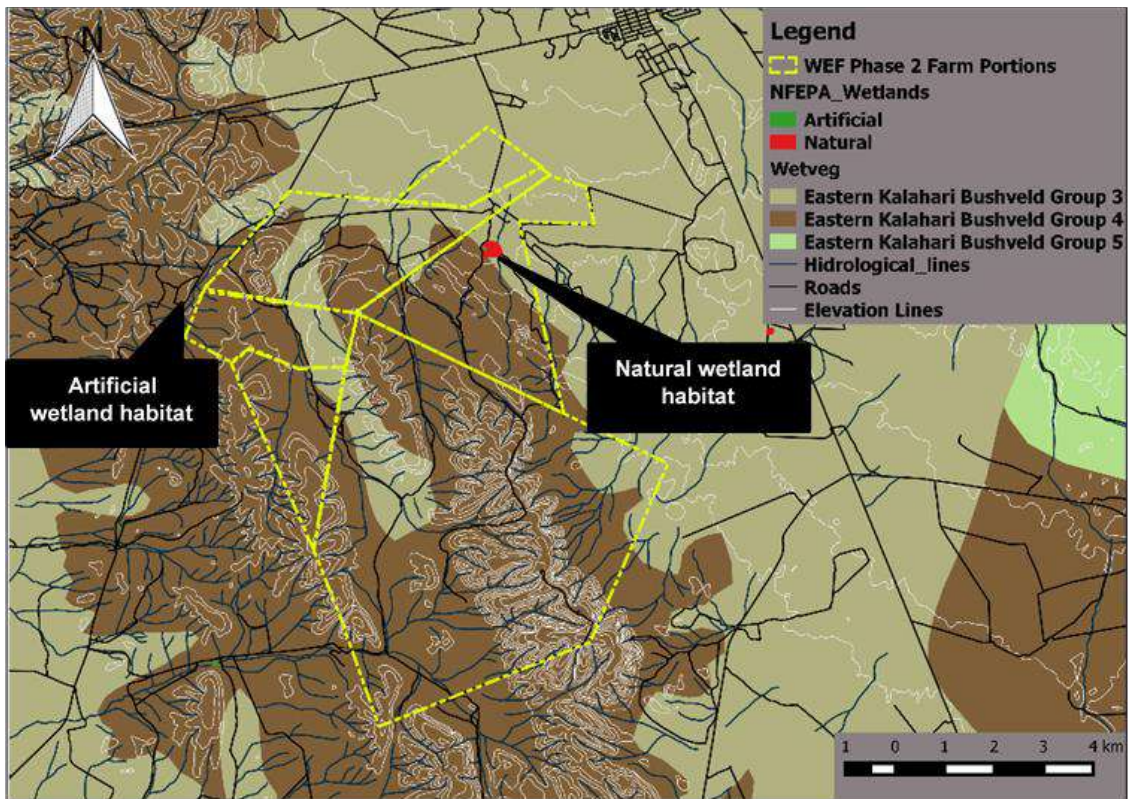 N
Legend
WEF Phase 2 Farm Portions
NFEPA_Wetlands
Artificial
Natural
Wetveg
Eastern Kalahari Bushveld Group 3
Eastern Kalahari Bushveld Group 4
Eastern Kalahari Bushveld Group 5
Hidrological_lines
Roads
Elevation Lines
Artificial
wetland habitat
Natural wetland
habitat
1 0 1 2 3 4 km